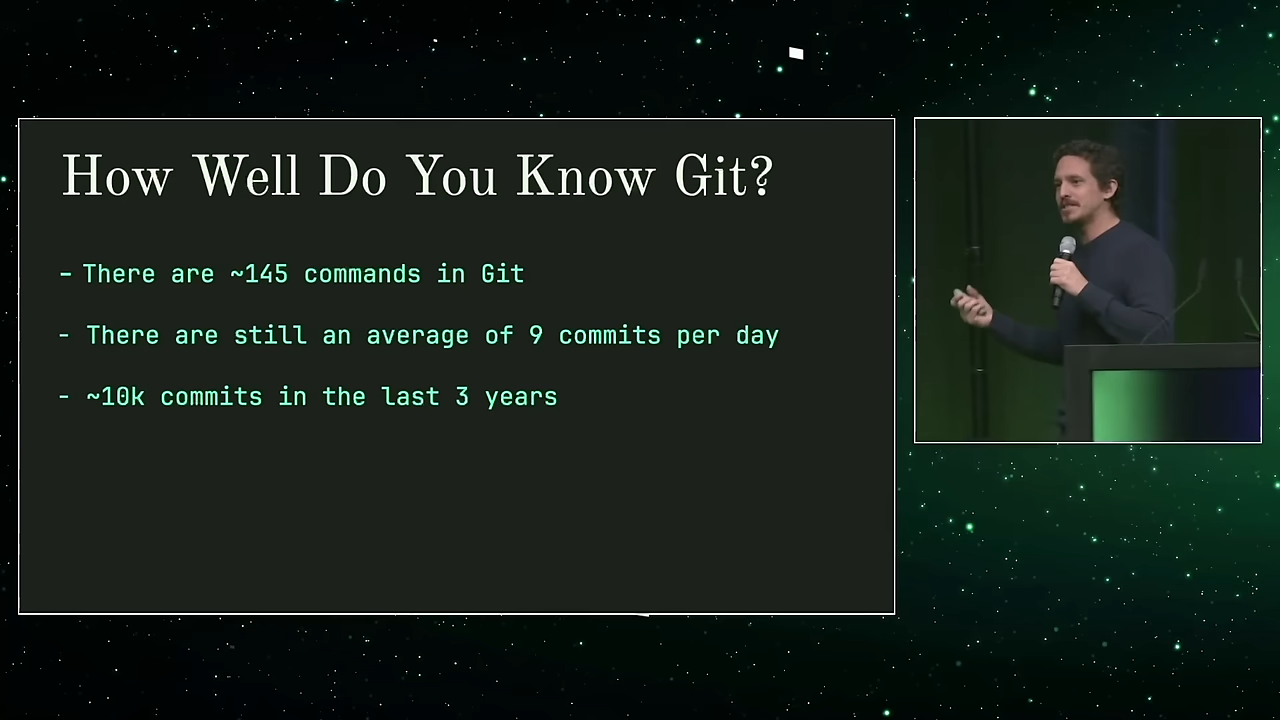 How Well Do You Know Git?
- There are ~145 commands in Git
- There are still an average of 9 commits per day
- ~10k commits in the last 3 years